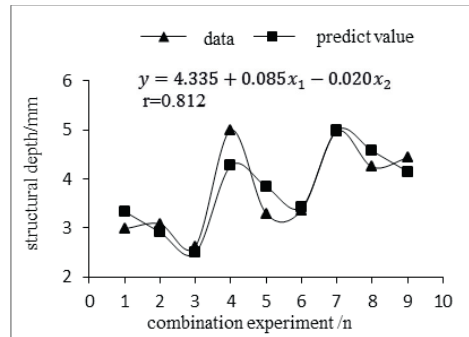 data predict value
y = 4.335 + 0.085x₁ − 0.020x₂
r=0.812
structural depth/mm
6
5
4
3
2
0 1 2 3 4 5 6 7 8 9 10
combination experiment /n